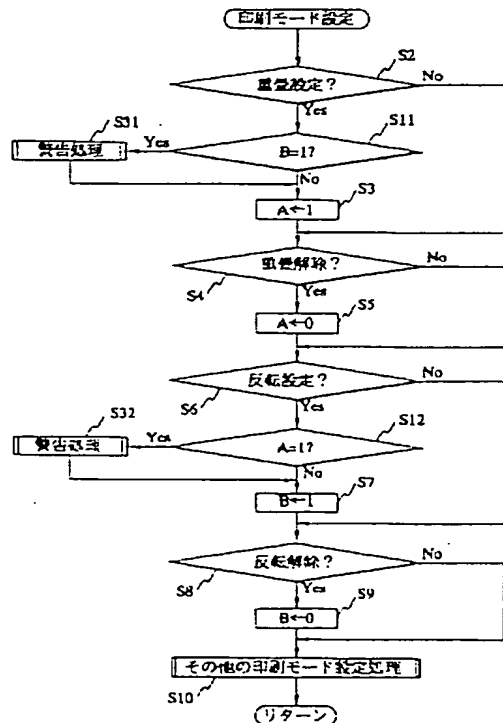 印刷モード設定
S2
重畳設定?
No
Yes
S31
S11
警告処理
Yes
B=1?
No
S3
A←1
重畳解除?
No
S4
Yes
S5
A←0
反転設定?
No
S6
Yes
S32
S12
警告処理
Yes
A=1?
No
S7
B←1
反転解除?
No
S8
Yes
S9
B←0
その他の印刷モード設定処理
S10
リターン